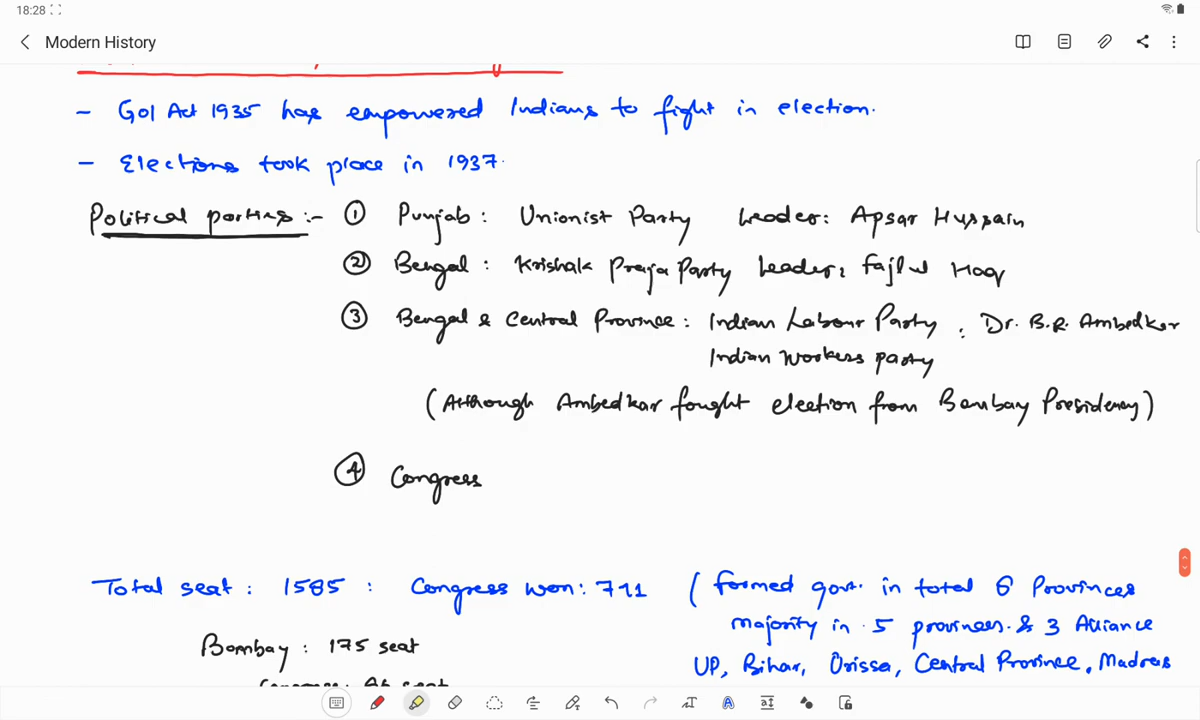 18:28
Modern History
- GoI Act 1935 has empowered Indians to fight in election.
- Elections took place in 1937.
Political parties :- ① Punjab : Unionist Party Leader : Apsar Hussain
② Bengal : Krishak Praja Party Leader : Fajlul Haq
③ Bengal & Central Province : Indian Labour Party : Dr. B.R. Ambedkar
Indian Workers party
(Although Ambedkar fought election from Bombay Presidency)
④ Congress
Total seat : 1585 : Congress won : 711 ( formed govt. in total 6 Provinces
majority in 5 provinces & 3 Alliance
Bombay : 175 seat
UP, Bihar, Orissa, Central Province, Madras